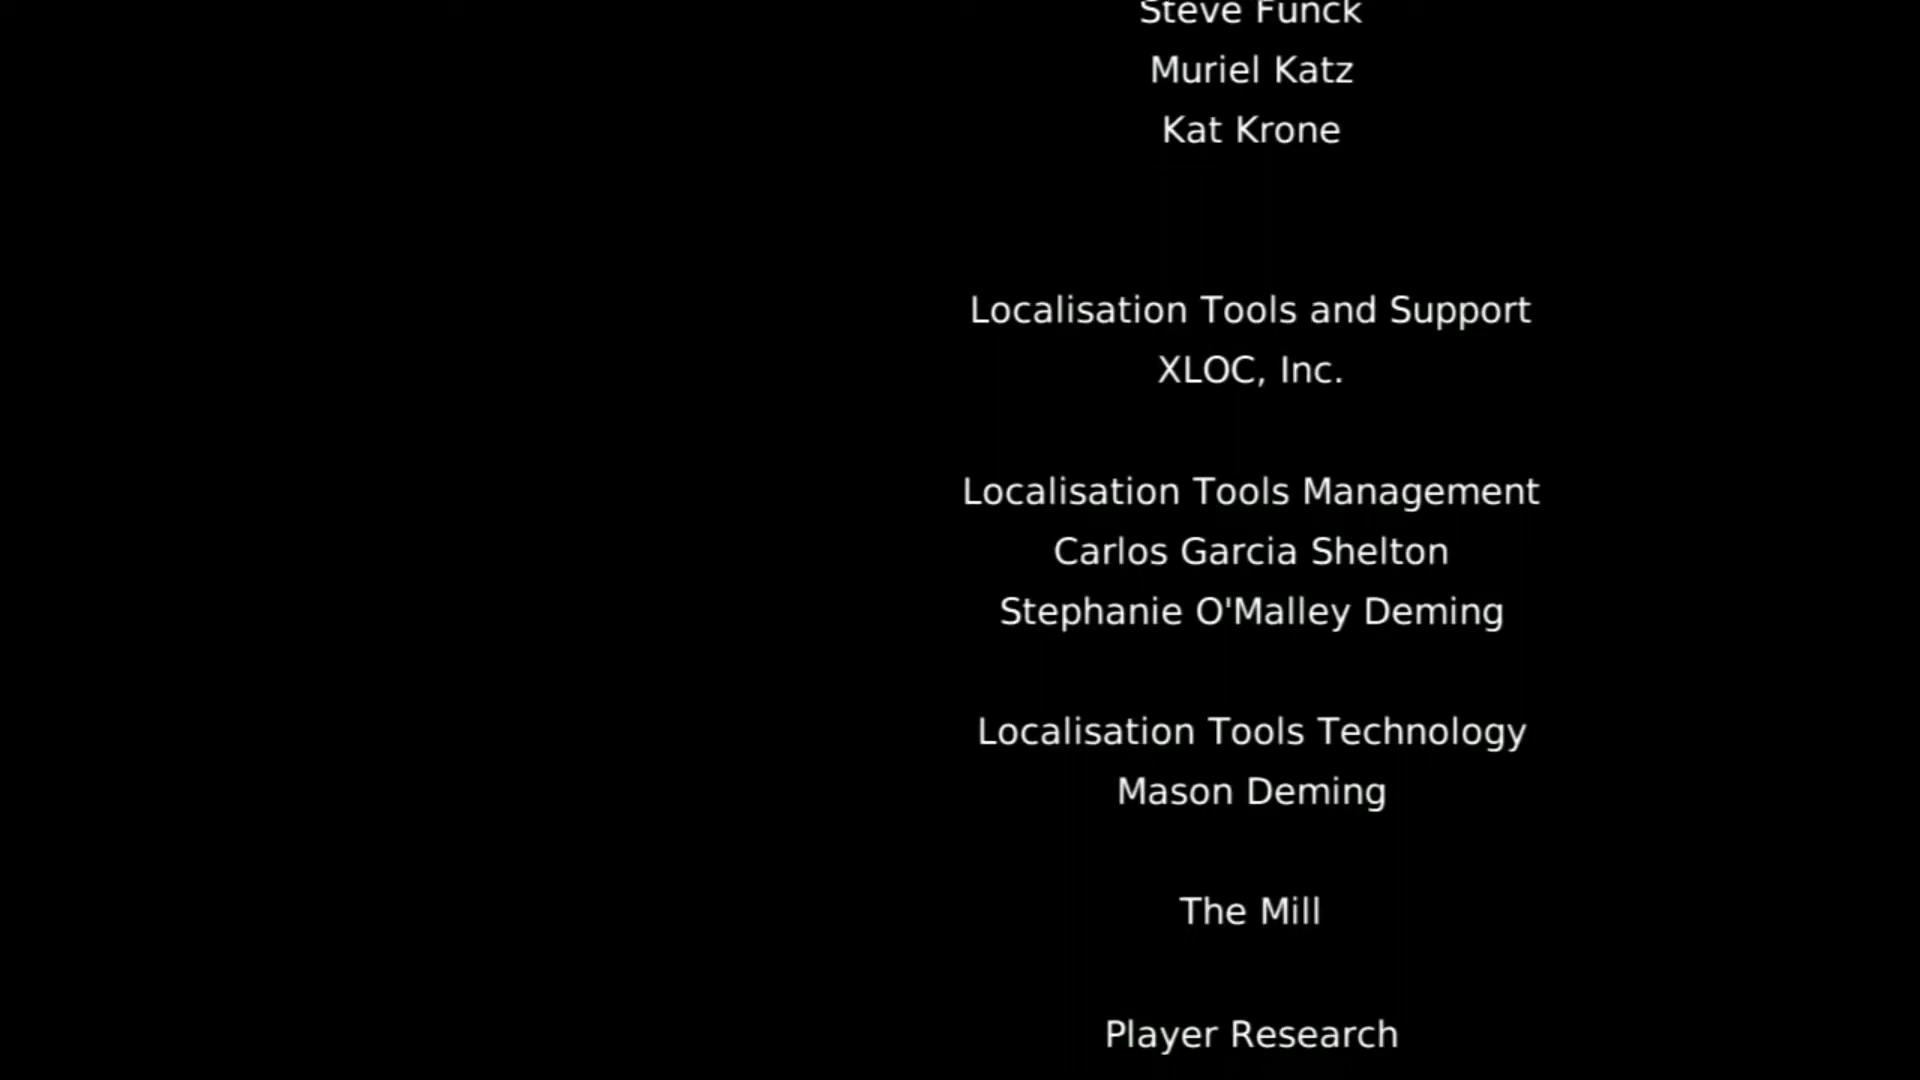 Steve Funck
Muriel Katz
Kat Krone
Localisation Tools and Support
XLOC, Inc.
Localisation Tools Management
Carlos Garcia Shelton
Stephanie O'Malley Deming
Localisation Tools Technology
Mason Deming
The Mill
Player Research